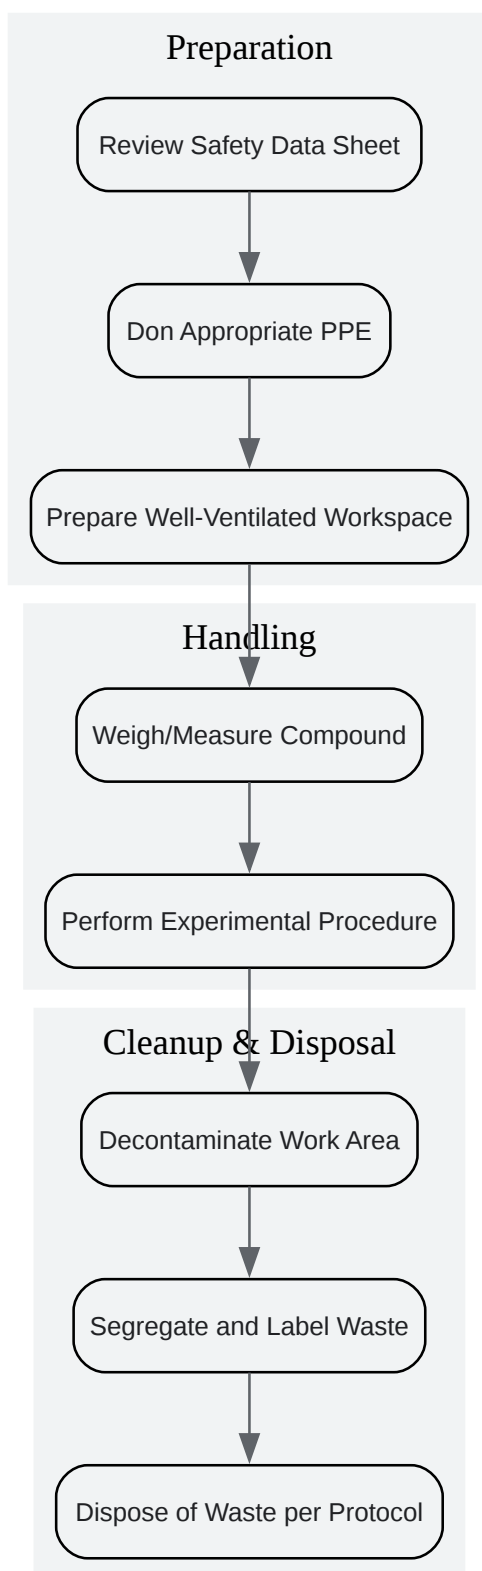 Preparation
Review Safety Data Sheet
Don Appropriate PPE
Prepare Well-Ventilated Workspace
Handling
Weigh/Measure Compound
Perform Experimental Procedure
Cleanup & Disposal
Decontaminate Work Area
Segregate and Label Waste
Dispose of Waste per Protocol